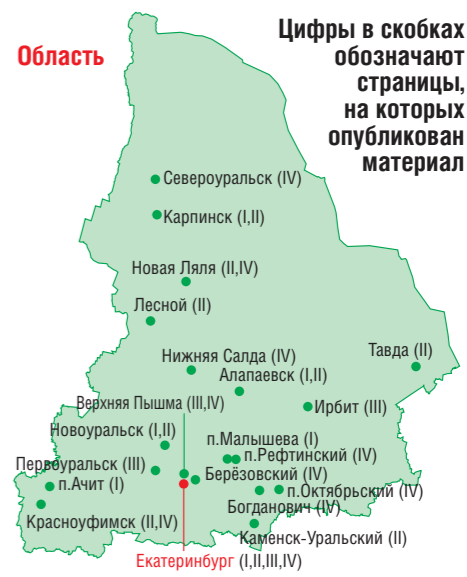 Область
Цифры в скобках
обозначают
страницы,
на которых
опубликован
материал
Североуральск (IV)
Карпинск (I,II)
Новая Ляля (II,IV)
Лесной (II)
Тавда (II)
Нижняя Салда (IV)
Алапаевск (I,II)
Верхняя Пышма (III,IV)
Ирбит (III)
Новоуральск (I,II)
п.Малышева (I)
п.Рефтинский (IV)
Первоуральск (III)
Берёзовский (IV)
п.Ачит (I)
п.Октябрьский (IV)
Богданович (IV)
Красноуфимск (II,IV)
Каменск-Уральский (II)
Екатеринбург (I,II,III,IV)